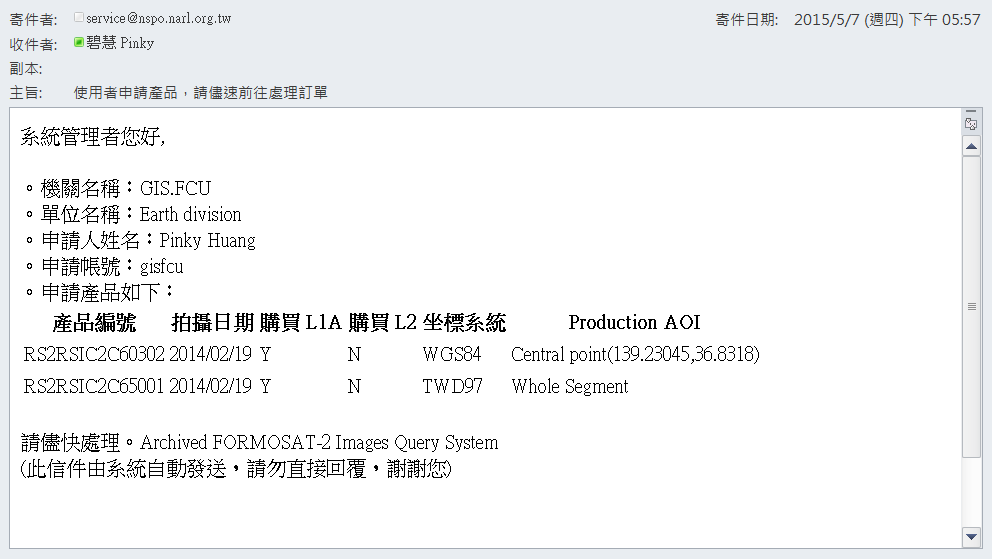 寄件者: service@nspo.narl.org.tw 寄件日期: 2015/5/7 (週四) 下午 05:57
收件者: 碧慧 Pinky
副本:
主旨: 使用者申請產品，請儘速前往處理訂單
系統管理者您好,
。機關名稱：GIS.FCU
。單位名稱：Earth division
。申請人姓名：Pinky Huang
。申請帳號：gisfcu
。申請產品如下：
產品編號 拍攝日期 購買 L1A 購買 L2 坐標系統 Production AOI
RS2RSIC2C60302 2014/02/19 Y N WGS84 Central point(139.23045,36.8318)
RS2RSIC2C65001 2014/02/19 Y N TWD97 Whole Segment
請儘快處理。Archived FORMOSAT-2 Images Query System
(此信件由系統自動發送，請勿直接回覆，謝謝您)